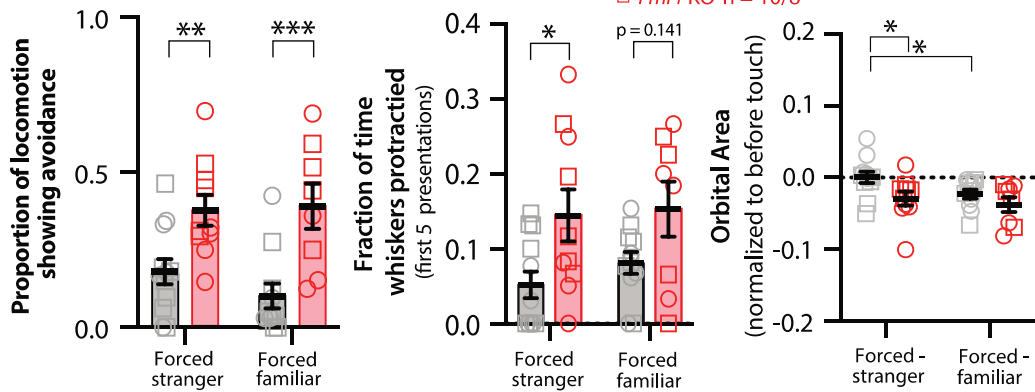 KO n =
Proportion of locomotion
showing avoidance
1.0
0.5
0.0
**
***
Forced
stranger
Forced
familiar
Fraction of time
whiskers protractied
(first 5 presentations)
0.4
0.3
0.2
0.1
0.0
*
p = 0.141
Forced
stranger
Forced
familiar
Orbital Area
(normalized to before touch)
0.2
0.1
0.0
-0.1
-0.2
*
*
Forced -
stranger
Forced -
familiar